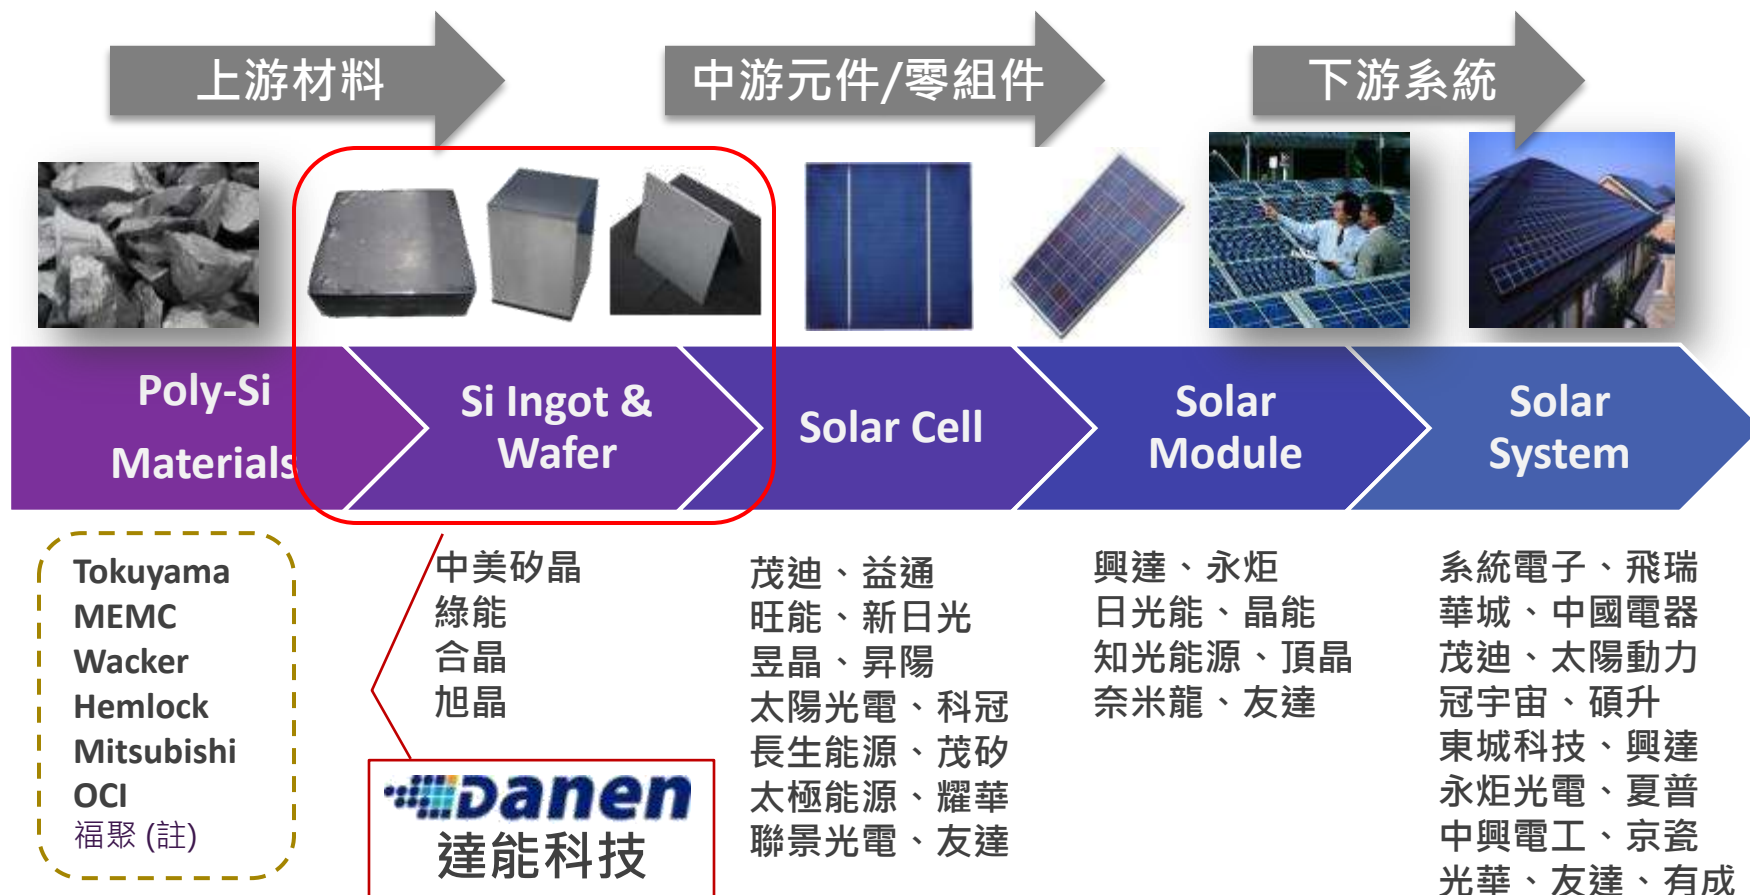 上游材料
中游元件/零組件
下游系統
Poly-Si
Materials
Si Ingot &
Wafer
Solar Cell
Solar
Module
Solar
System
Tokuyama
MEMC
Wacker
Hemlock
Mitsubishi
OCI
福聚 (註)
中美矽晶
綠能
合晶
旭晶
Danen
達能科技
茂迪、益通
旺能、新日光
昱晶、昇陽
太陽光電、科冠
長生能源、茂矽
太極能源、耀華
聯景光電、友達
興達、永炬
日光能、晶能
知光能源、頂晶
奈米龍、友達
系統電子、飛瑞
華城、中國電器
茂迪、太陽動力
冠宇宙、碩升
東城科技、興達
永炬光電、夏普
中興電工、京瓷
光華、友達、有成